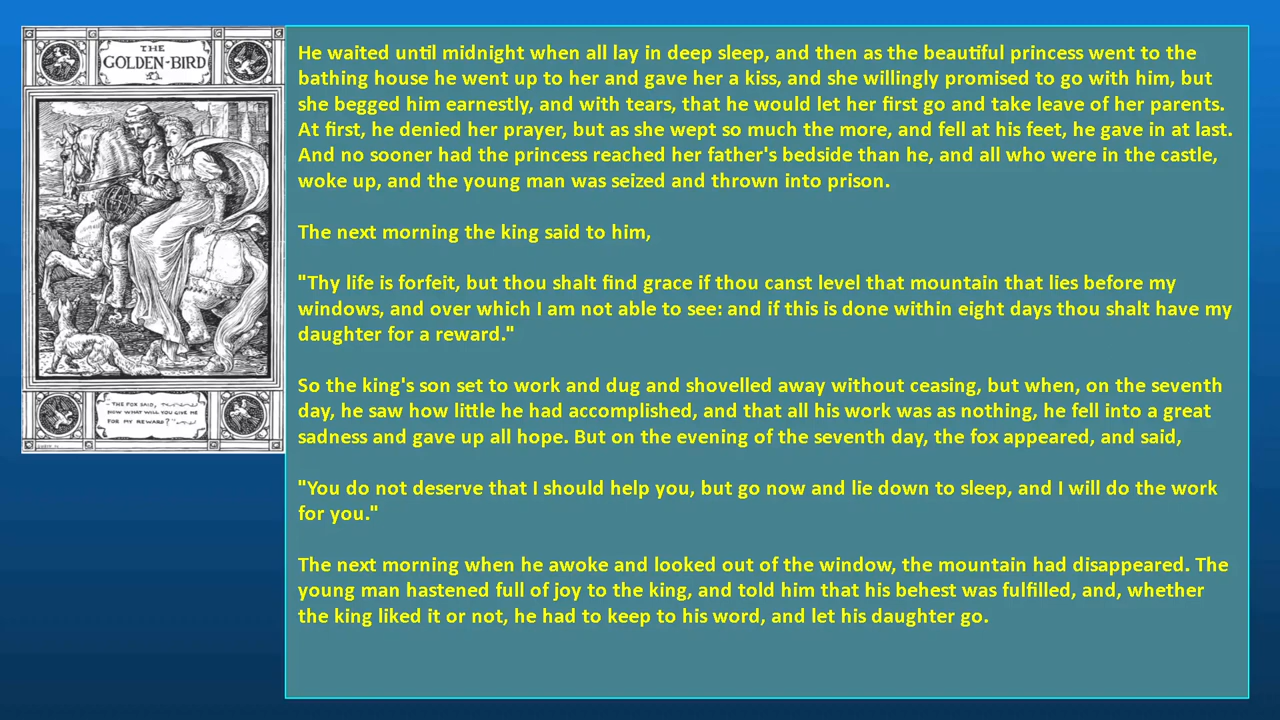 THE
GOLDEN-BIRD
-THE FOX SAID,
NOW WHAT WILL YOU GIVE ME
FOR MY REWARD?"
He waited until midnight when all lay in deep sleep, and then as the beautiful princess went to the
bathing house he went up to her and gave her a kiss, and she willingly promised to go with him, but
she begged him earnestly, and with tears, that he would let her first go and take leave of her parents.
At first, he denied her prayer, but as she wept so much the more, and fell at his feet, he gave in at last.
And no sooner had the princess reached her father's bedside than he, and all who were in the castle,
woke up, and the young man was seized and thrown into prison.
The next morning the king said to him,
"Thy life is forfeit, but thou shalt find grace if thou canst level that mountain that lies before my
windows, and over which I am not able to see: and if this is done within eight days thou shalt have my
daughter for a reward."
So the king's son set to work and dug and shovelled away without ceasing, but when, on the seventh
day, he saw how little he had accomplished, and that all his work was as nothing, he fell into a great
sadness and gave up all hope. But on the evening of the seventh day, the fox appeared, and said,
"You do not deserve that I should help you, but go now and lie down to sleep, and I will do the work
for you."
The next morning when he awoke and looked out of the window, the mountain had disappeared. The
young man hastened full of joy to the king, and told him that his behest was fulfilled, and, whether
the king liked it or not, he had to keep to his word, and let his daughter go.